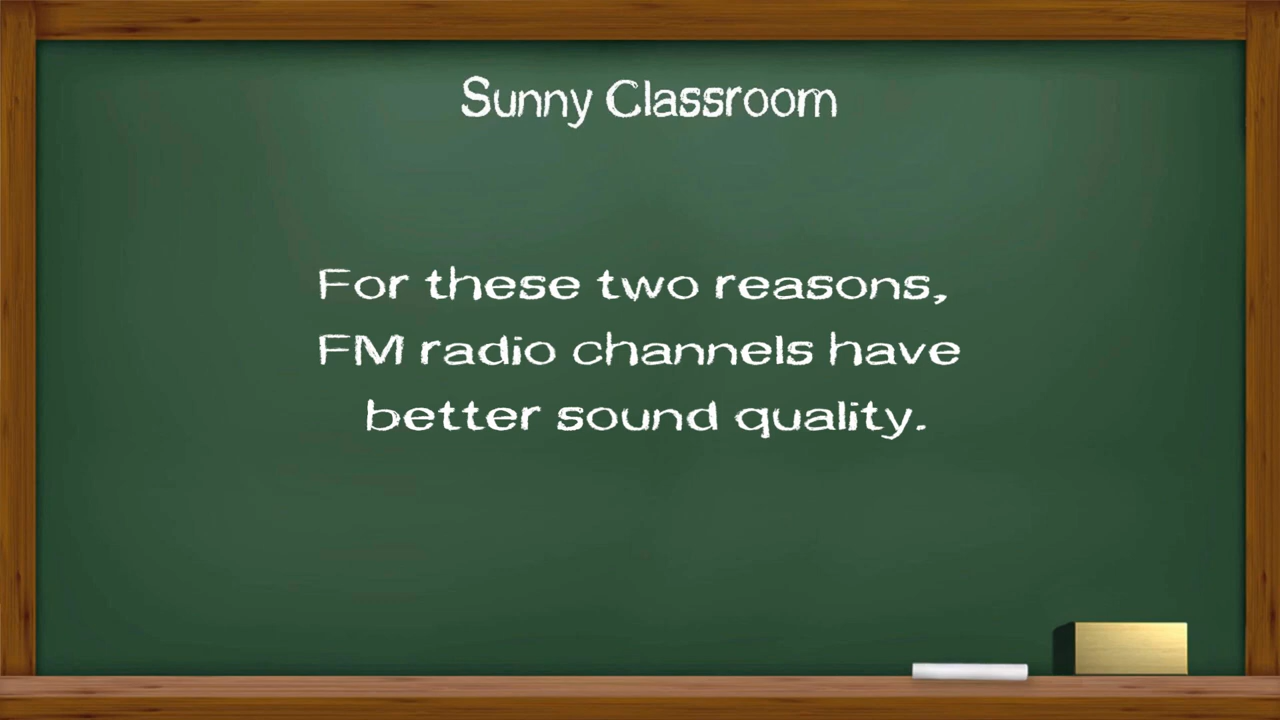 Sunny Classroom
For these two reasons,
FM radio channels have
better sound quality.